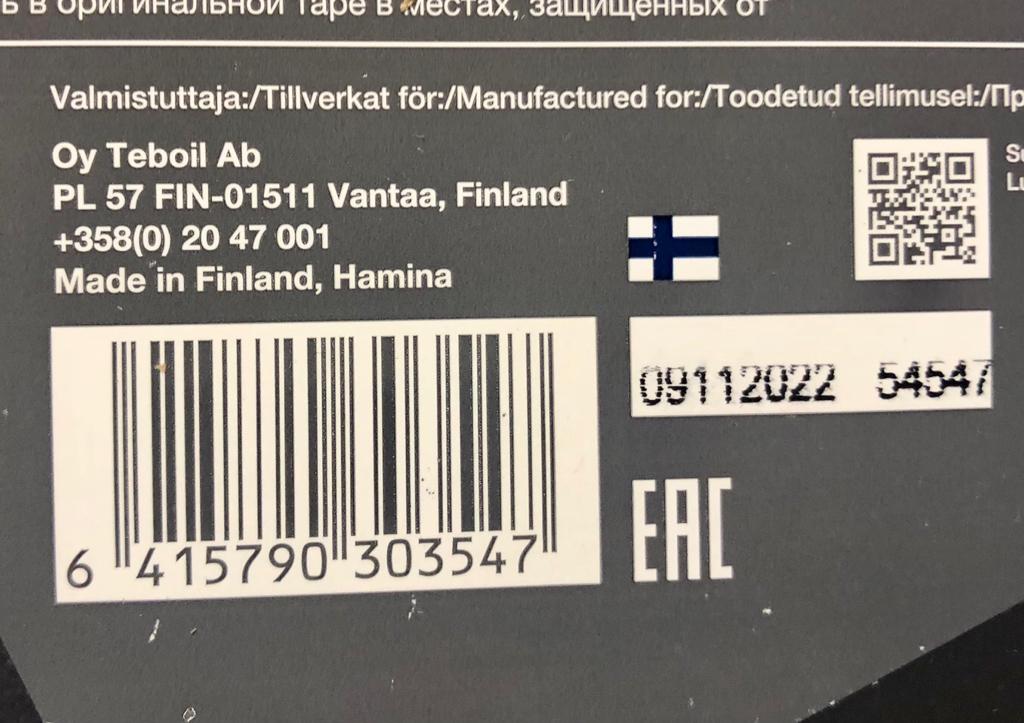 в оригинальной таре в местах, защищенных от
Valmistuttaja:/Tillverkat för:/Manufactured for:/Toodetud tellimusel:/Пр
Oy Teboil Ab
PL 57 FIN-01511 Vantaa, Finland
+358(0) 20 47 001
Made in Finland, Hamina
09112022 54547
6 415790 303547
EAC